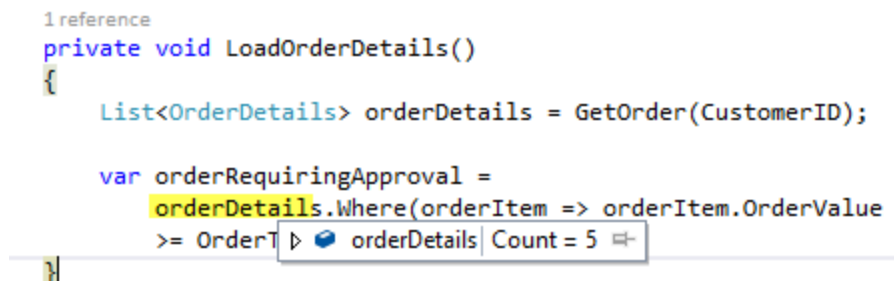 1 reference
private void LoadOrderDetails()
{
List<OrderDetails> orderDetails = GetOrder(CustomerID);
var orderRequiringApproval =
orderDetails.Where(orderItem => orderItem.OrderValue
>= OrderT
orderDetails Count = 5
}